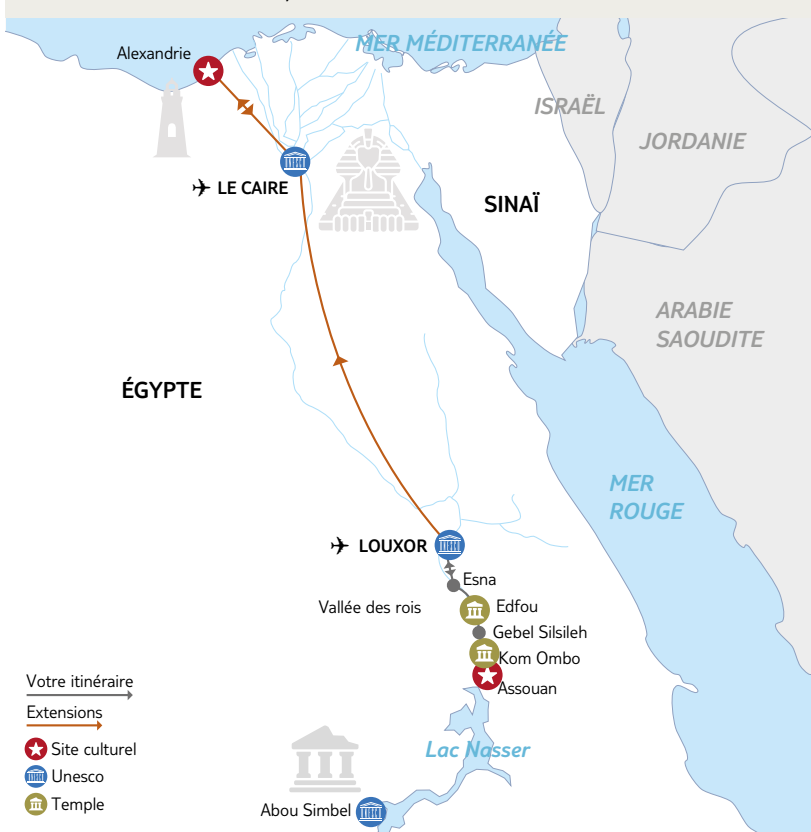 MER MÉDITERRANÉE
Alexandrie
ISRAËL
JORDANIE
LE CAIRE
SINAÏ
ARABIE
SAOUDITE
ÉGYPTE
MER
ROUGE
LOUXOR
Esna
Vallée des rois
Edfou
Gebel Silsileh
Kom Ombo
Assouan
Votre itinéraire
Extensions
Site culturel
Unesco
Temple
Lac Nasser
Abou Simbel